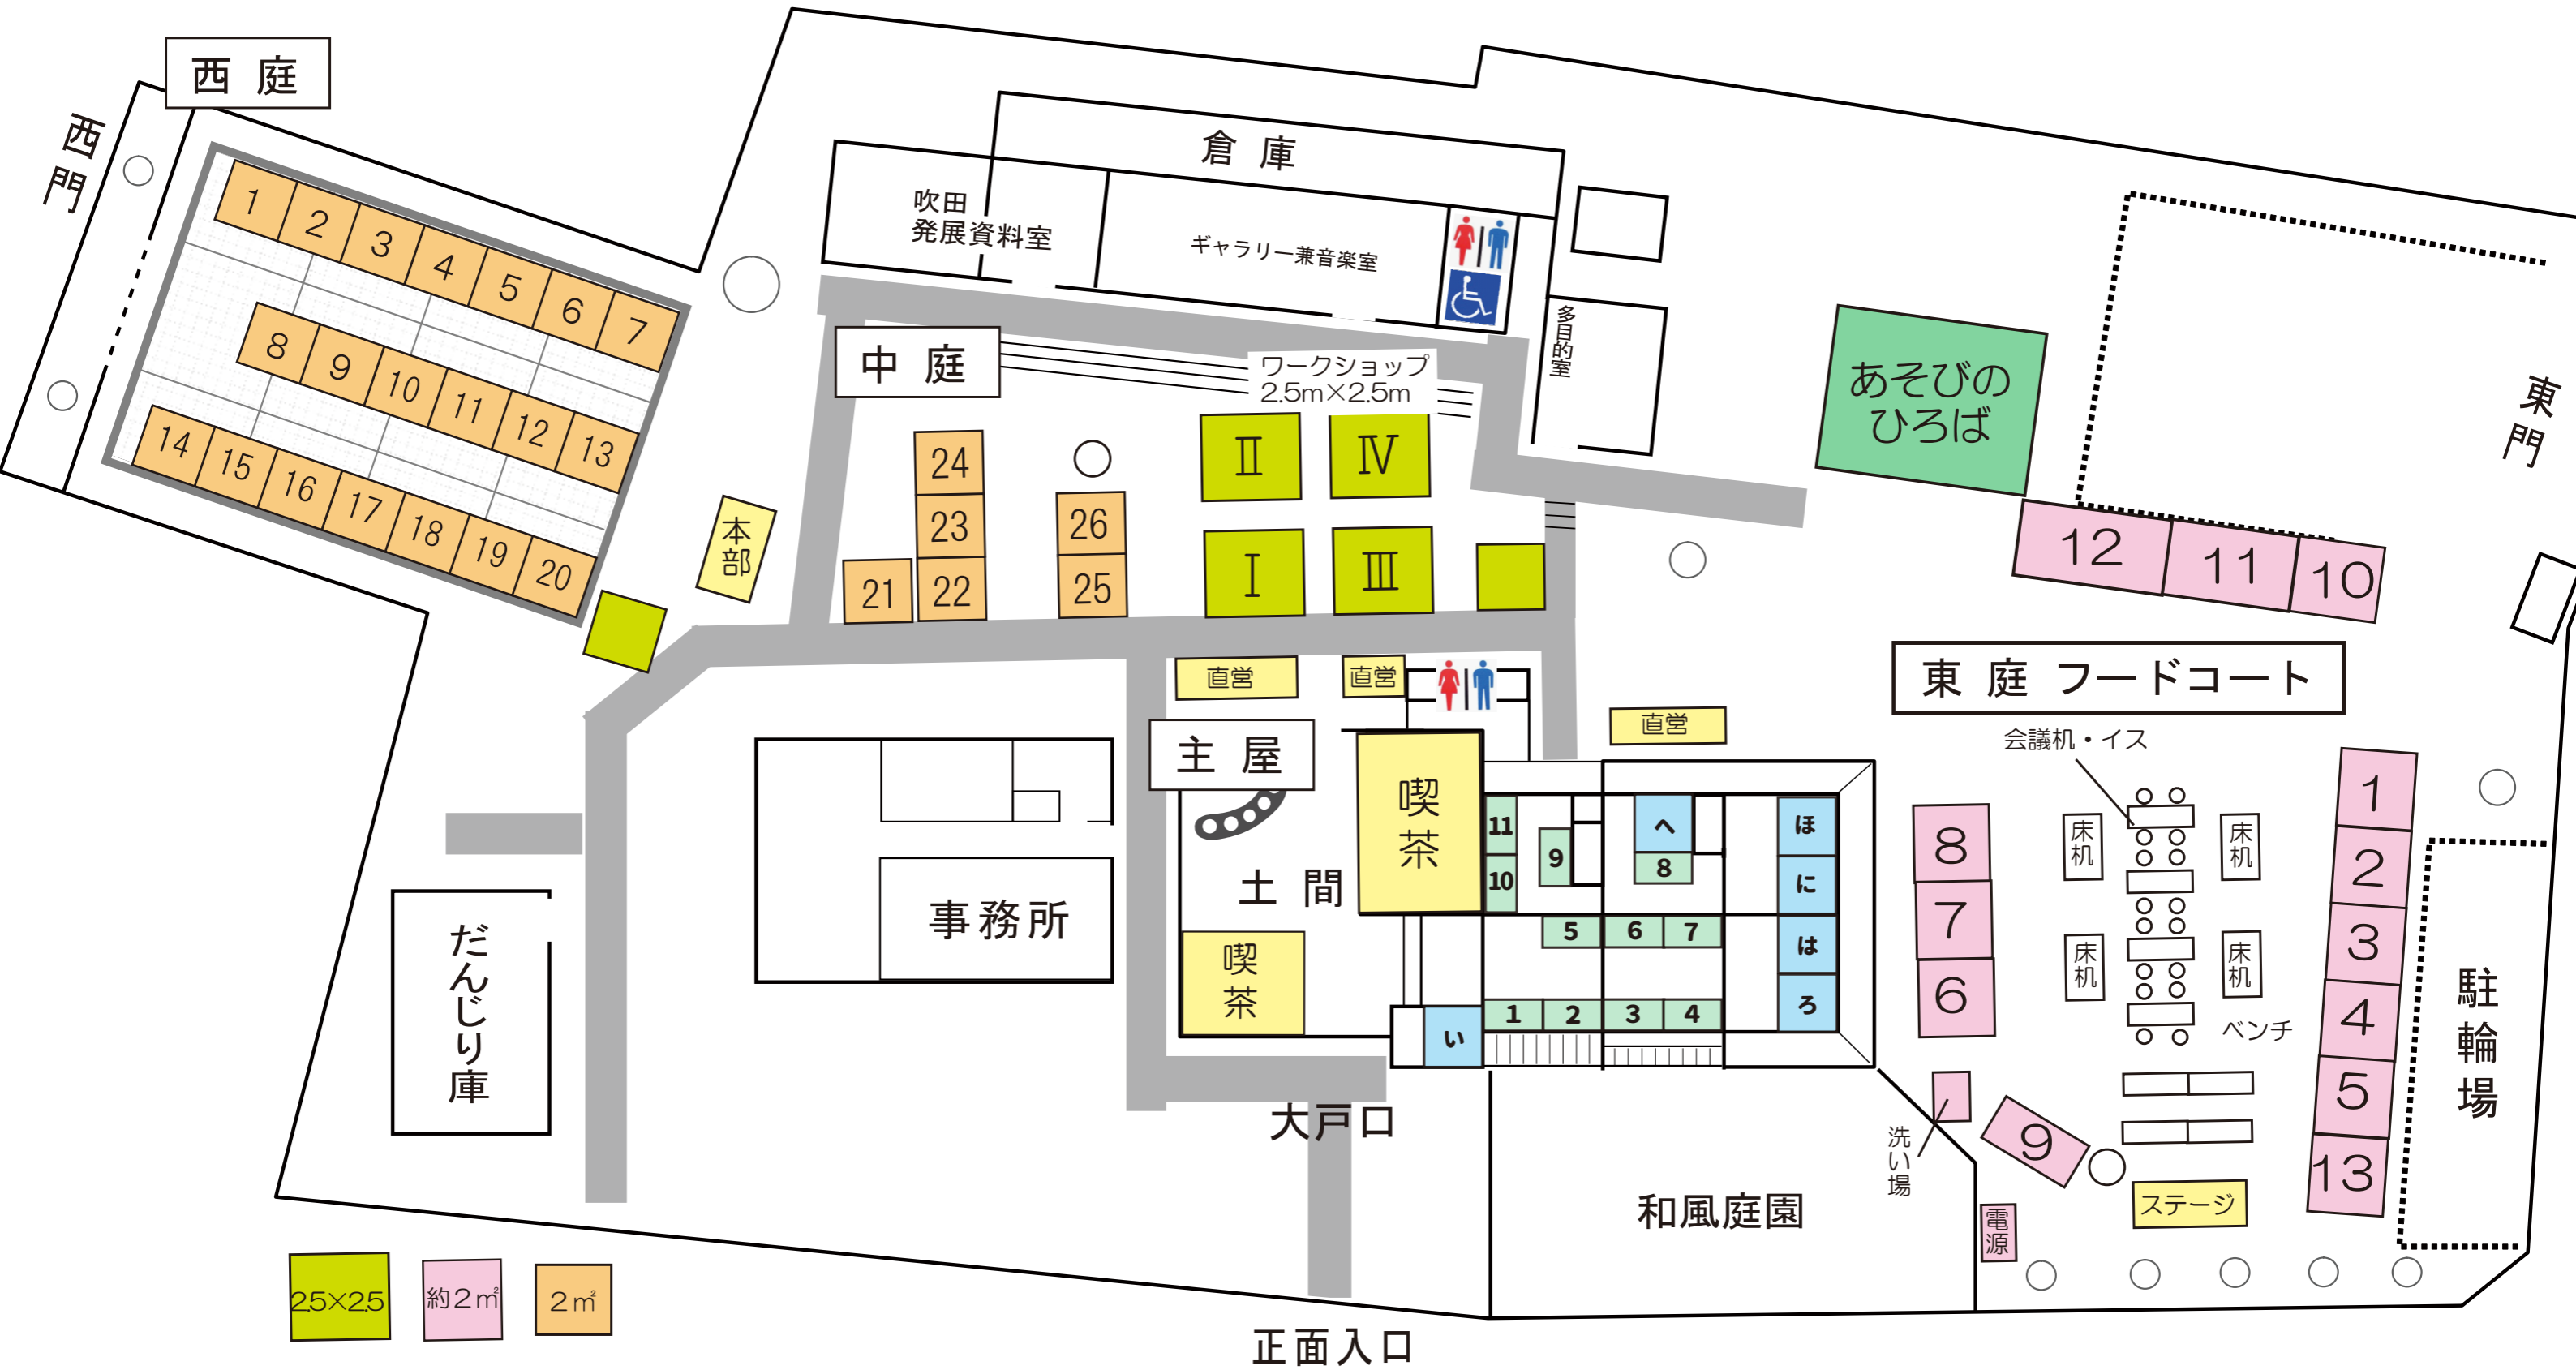 西庭
西門
1
2
3
4
5
6
7
8
9
10
11
12
13
14
15
16
17
18
19
20
本部
倉庫
吹田
発展資料室
ギャラリー兼音楽室
多目的室
中庭
ワークショップ
2.5m×2.5m
24
23
22
21
26
25
Ⅱ
Ⅳ
Ⅰ
Ⅲ
あそびの
ひろば
東門
12
11
10
東庭 フードコート
会議机・イス
直営
直営
直営
主屋
喫茶
土間
喫茶
事務所
だんじり庫
11
10
9
へ
8
ほ
に
は
ろ
5
6
7
1
2
3
4
い
8
7
6
床机
床机
床机
床机
ベンチ
1
2
3
4
5
13
駐輪場
洗い場
9
ステージ
電源
大戸口
和風庭園
2.5×2.5
約2㎡
2㎡
正面入口